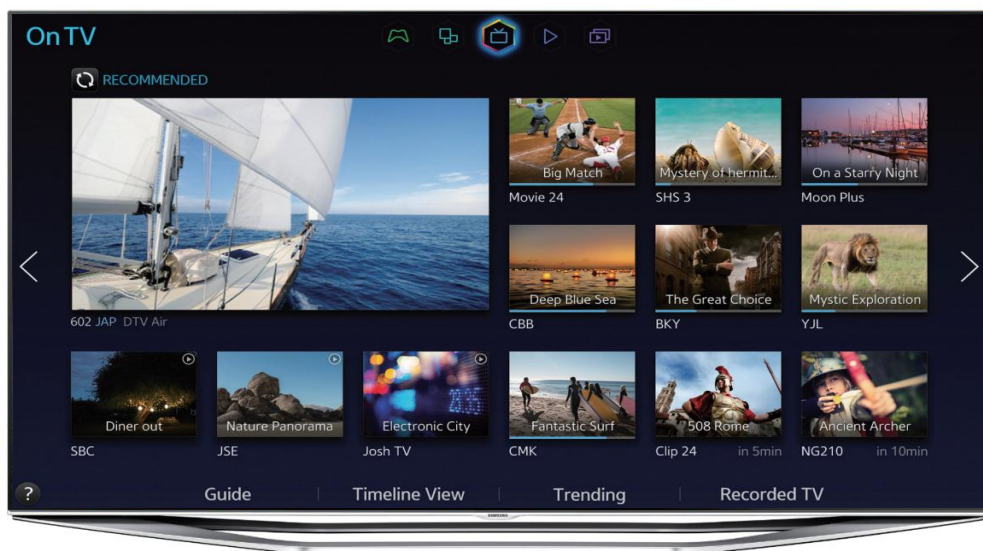 On TV
RECOMMENDED
Big Match
Mystery of hermit...
On a Starry Night
Movie 24
SHS 3
Moon Plus
Deep Blue Sea
The Great Choice
Mystic Exploration
602 JAP DTV Air
CBB
BKY
YJL
Diner out
Nature Panorama
Electronic City
Fantastic Surf
508 Rome
Ancient Archer
SBC
JSE
Josh TV
CMK
Clip 24 in 5min
NG210 in 10min
?
Guide
Timeline View
Trending
Recorded TV
SAMSUNG